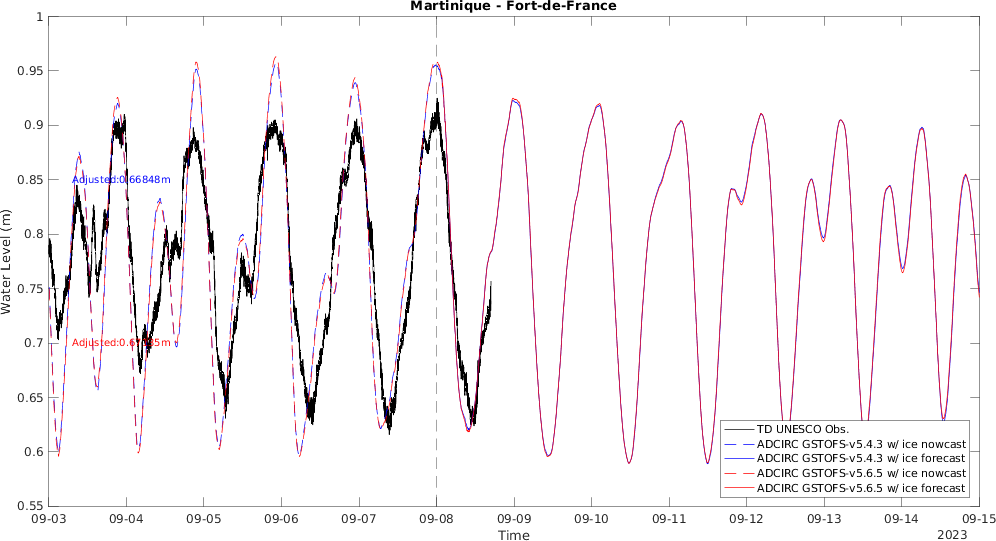 Martinique - Fort-de-France
1
0.95
0.9
0.85
0.8
0.75
0.7
0.65
0.6
0.55
Water Level (m)
Adjusted:0.66848m
TD UNESCO Obs.
ADCIRC GSTOFS-v5.4.3 w/ ice nowcast
ADCIRC GSTOFS-v5.4.3 w/ ice forecast
ADCIRC GSTOFS-v5.6.5 w/ ice nowcast
ADCIRC GSTOFS-v5.6.5 w/ ice forecast
09-03 09-04 09-05 09-06 09-07 09-08 09-09 09-10 09-11 09-12 09-13 09-14 09-15
Time
2023